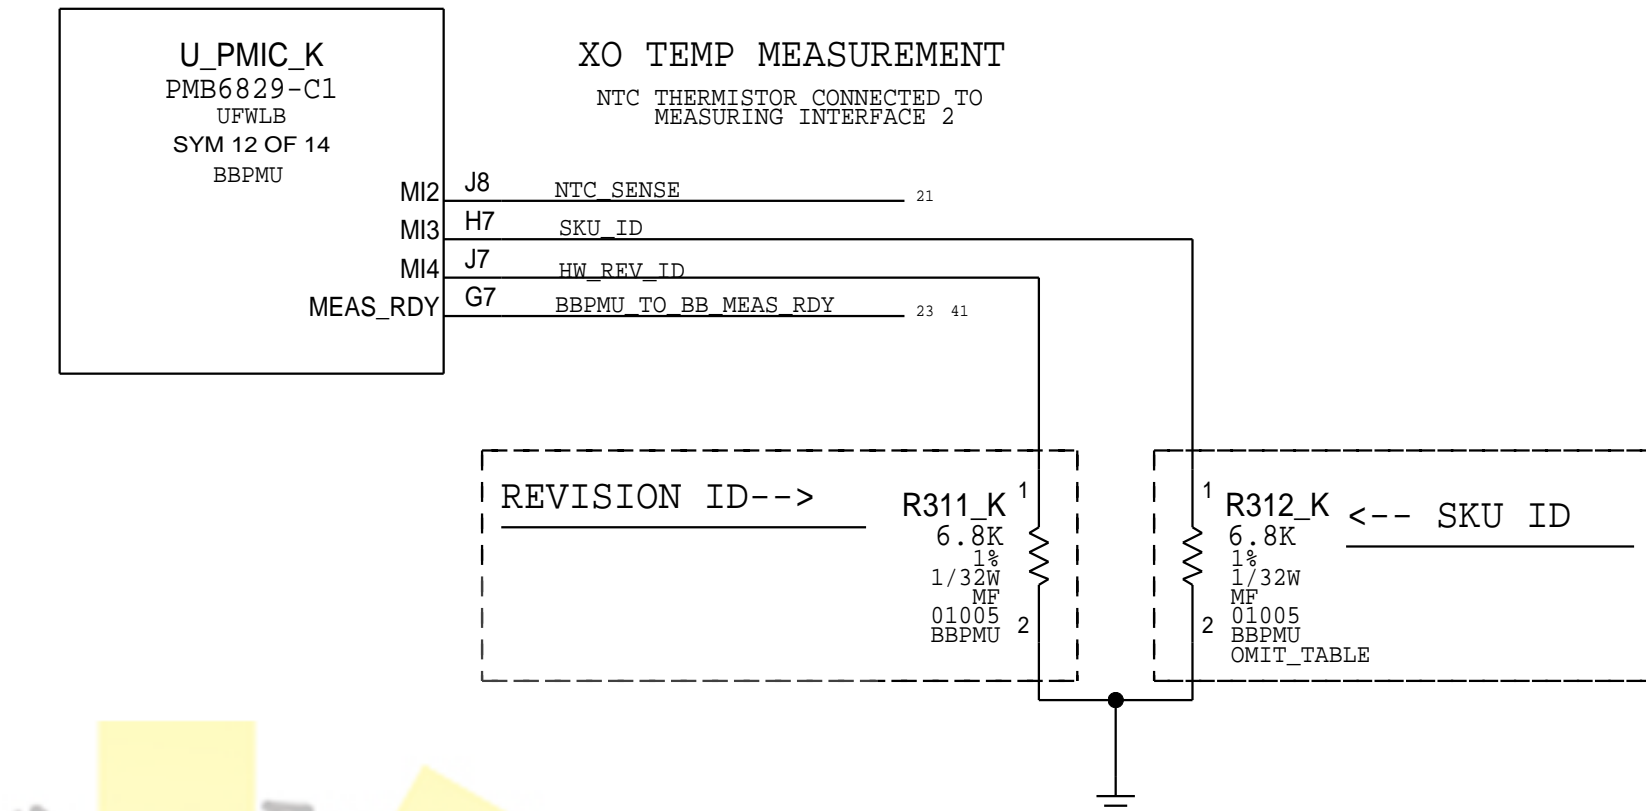 U_PMIC_K
PMB6829-C1
UFWLB
SYM 12 OF 14
BBPMU
XO TEMP MEASUREMENT
NTC THERMISTOR CONNECTED TO
MEASURING INTERFACE 2
MI2 J8 NTC_SENSE 21
MI3 H7 SKU_ID
MI4 J7 HW_REV_ID
MEAS_RDY G7 BBPMU_TO_BB_MEAS_RDY 23 41
REVISION ID-->
R311_K 1
6.8K
1%
1/32W
MF
01005
BBPMU 2
1 R312_K
6.8K
1%
1/32W
MF
01005
2 BBPMU
OMIT_TABLE
<-- SKU ID